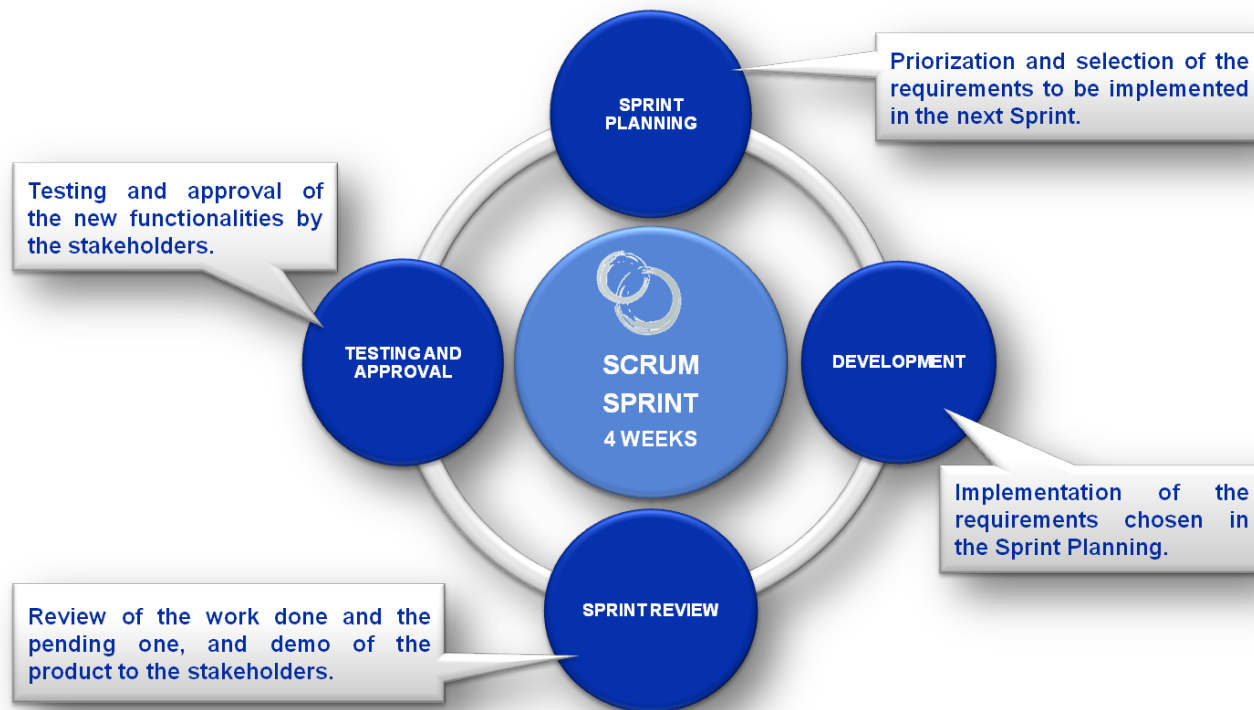 SPRINT
PLANNING
Priorization and selection of the
requirements to be implemented
in the next Sprint.
Testing and approval of
the new functionalities by
the stakeholders.
TESTING AND
APPROVAL
SCRUM
SPRINT
4 WEEKS
DEVELOPMENT
Implementation of the
requirements chosen in
the Sprint Planning.
SPRINT REVIEW
Review of the work done and the
pending one, and demo of the
product to the stakeholders.